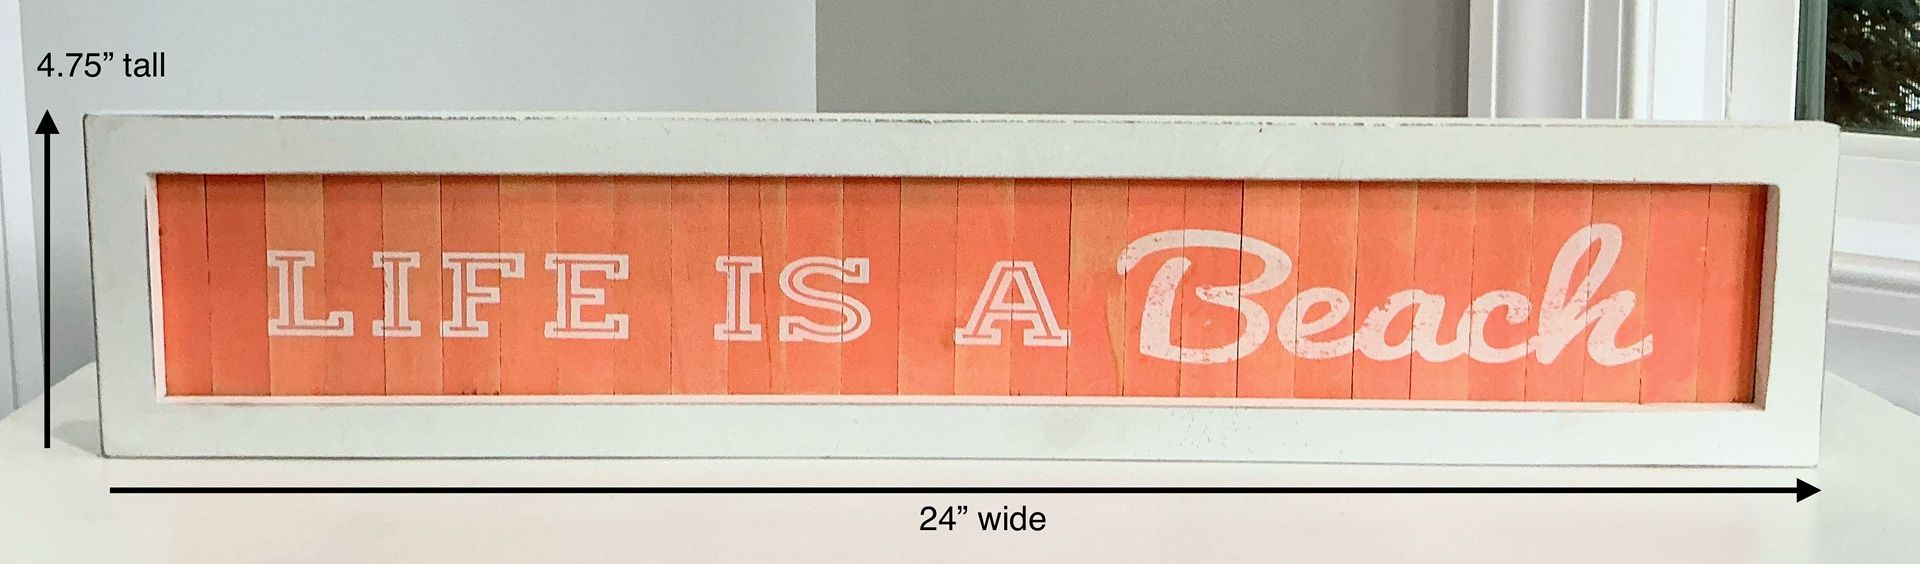 4.75” tall
LIFE IS A Beach
24” wide